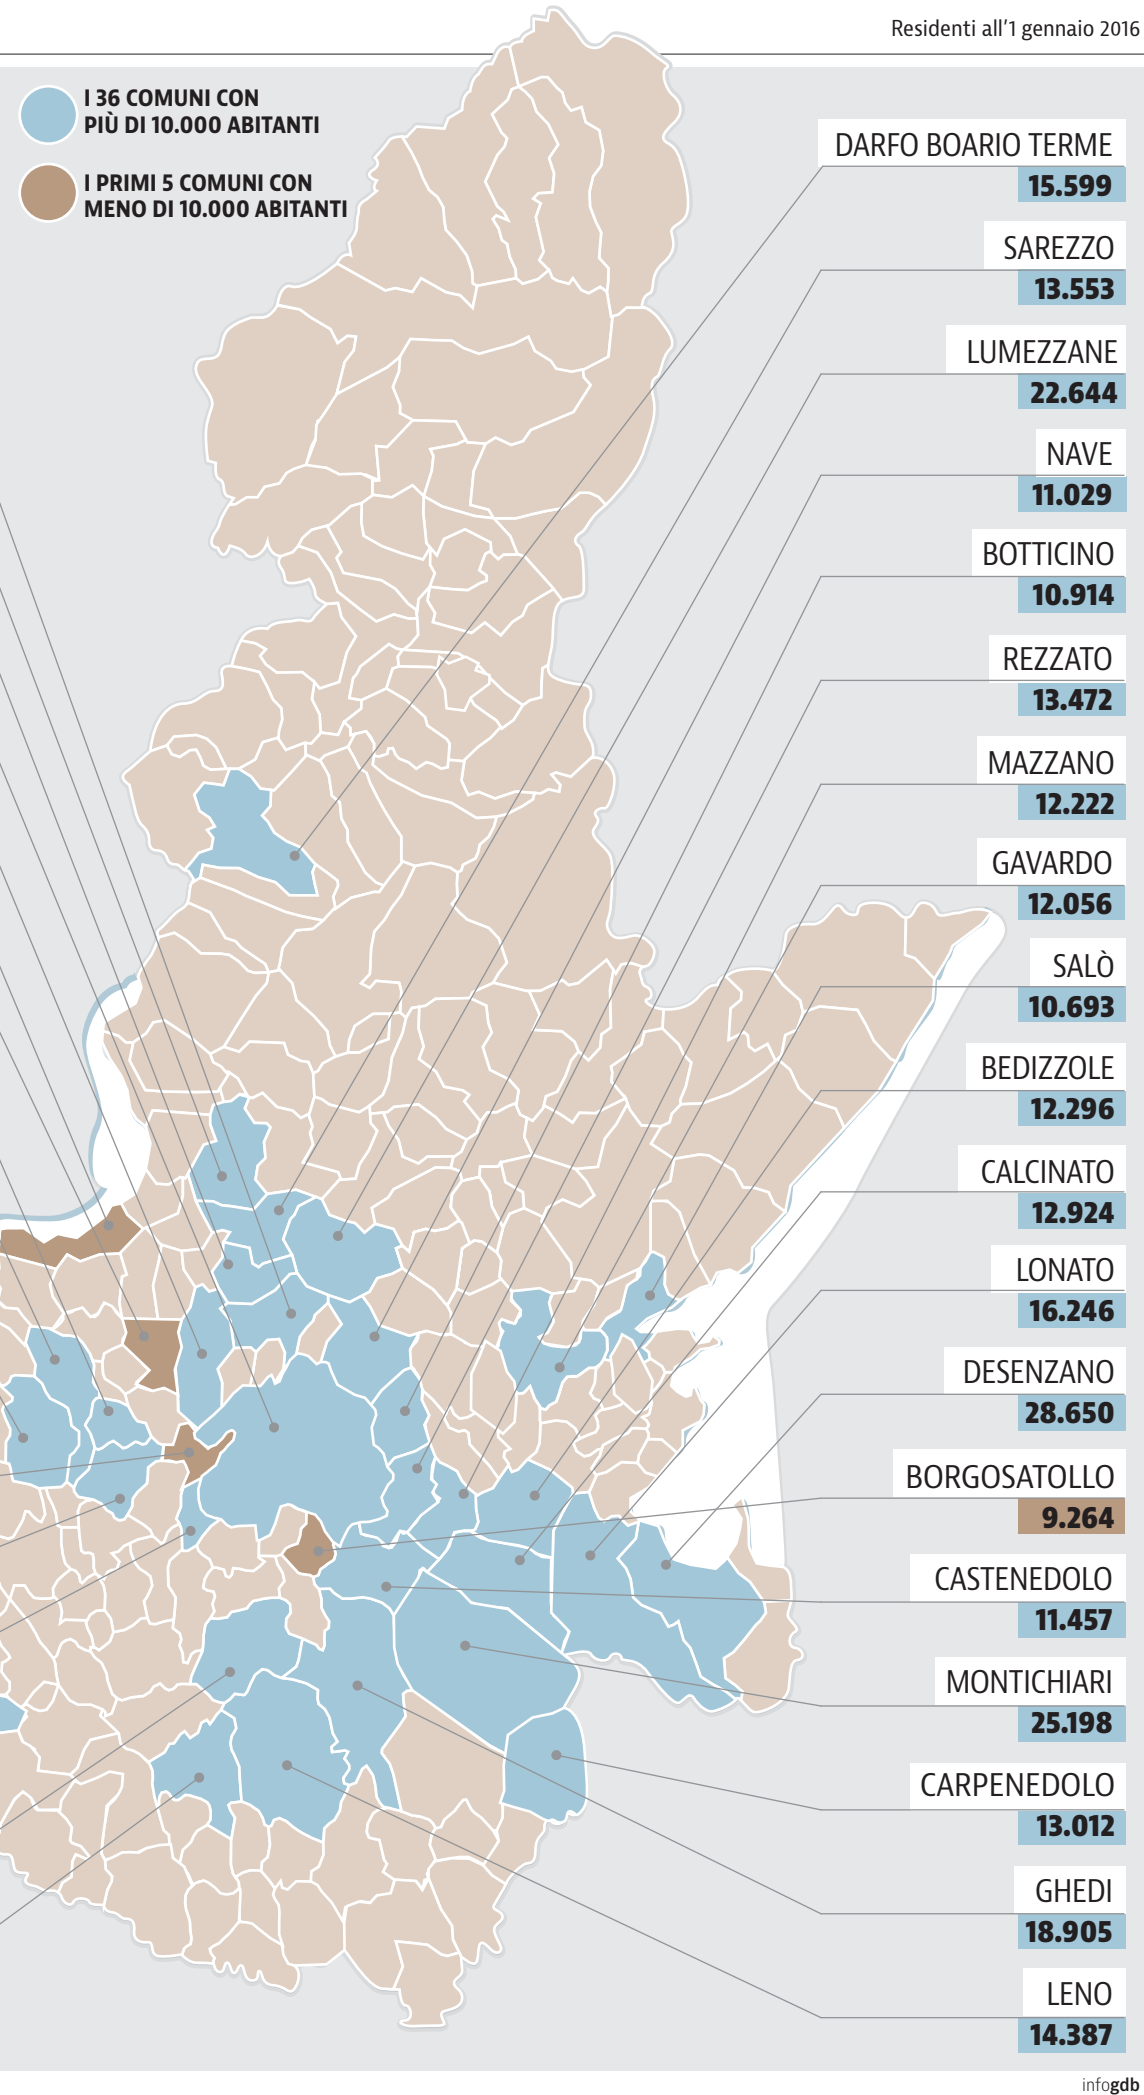 Residenti all'1 gennaio 2016
I 36 COMUNI CON
PIÙ DI 10.000 ABITANTI
I PRIMI 5 COMUNI CON
MENO DI 10.000 ABITANTI
DARFO BOARIO TERME
15.599
SAREZZO
13.553
LUMEZZANE
22.644
NAVE
11.029
BOTTICINO
10.914
REZZATO
13.472
MAZZANO
12.222
GAVARDO
12.056
SALÒ
10.693
BEDIZZOLE
12.296
CALCINATO
12.924
LONATO
16.246
DESENZANO
28.650
BORGOSATOLLO
9.264
CASTENEDOLO
11.457
MONTICHIARI
25.198
CARPENEDOLO
13.012
GHEDI
18.905
LENO
14.387
infogdb